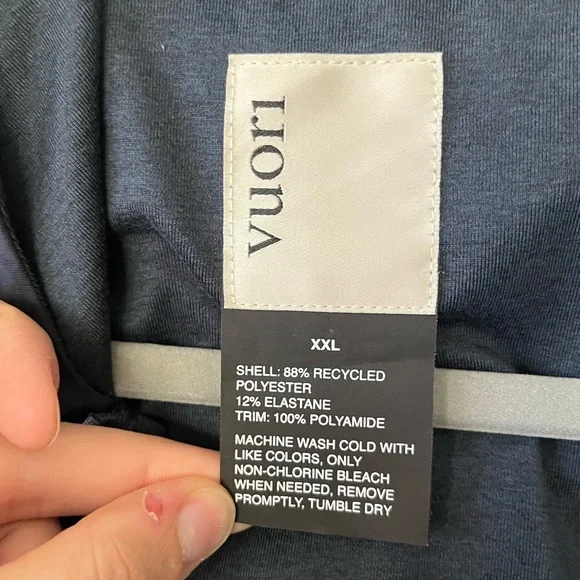 vuori
XXL
SHELL: 88% RECYCLED
POLYESTER
12% ELASTANE
TRIM: 100% POLYAMIDE
MACHINE WASH COLD WITH
LIKE COLORS, ONLY
NON-CHLORINE BLEACH
WHEN NEEDED, REMOVE
PROMPTLY, TUMBLE DRY